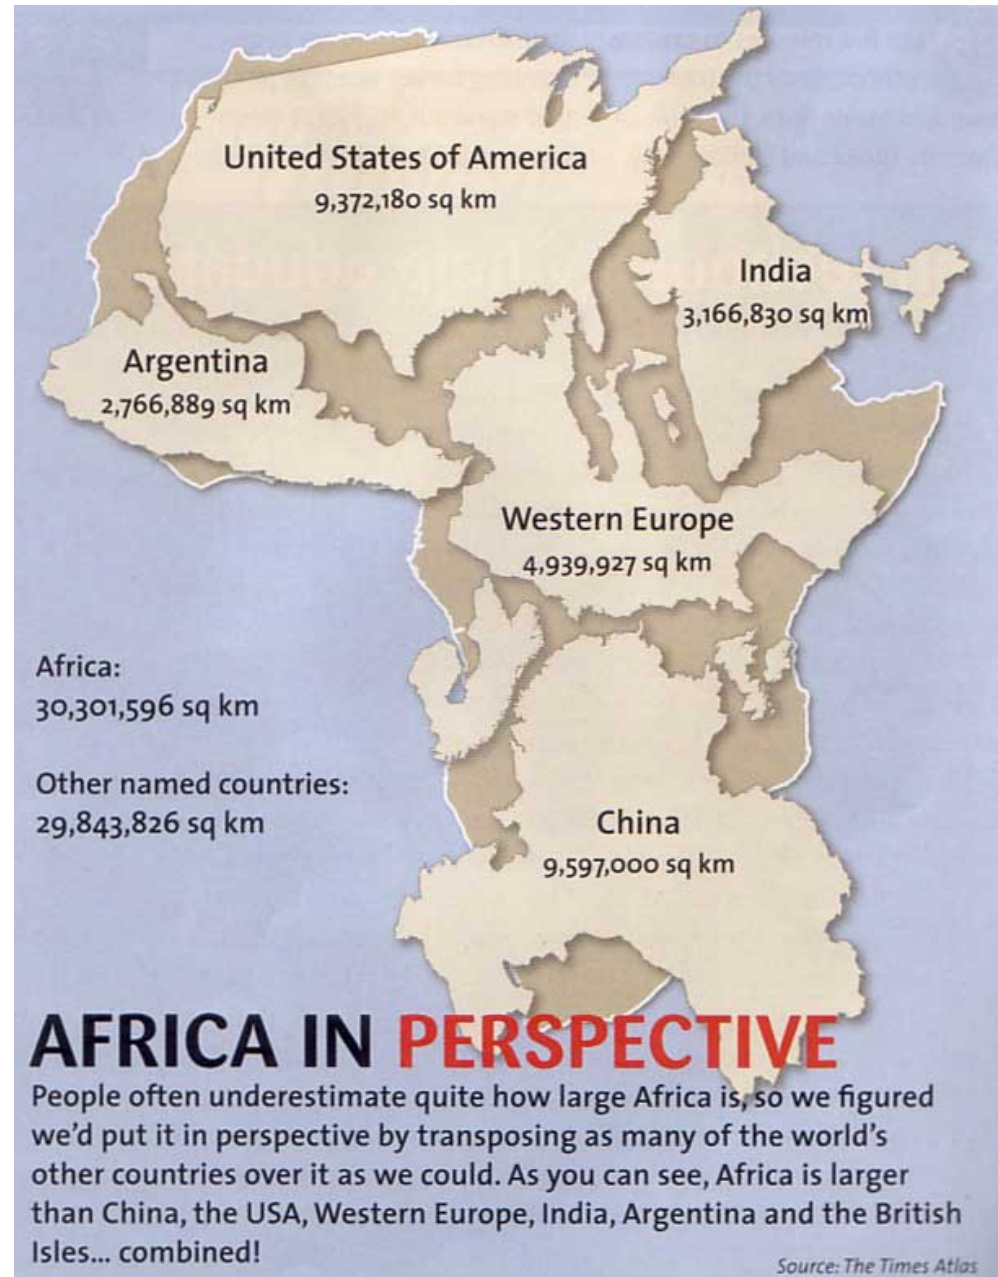 United States of America
9,372,180 sq km
India
3,166,830 sq km
Argentina
2,766,889 sq km
Western Europe
4,939,927 sq km
Africa:
30,301,596 sq km
Other named countries:
29,843,826 sq km
China
9,597,000 sq km
AFRICA IN PERSPECTIVE
People often underestimate quite how large Africa is, so we figured
we'd put it in perspective by transposing as many of the world's
other countries over it as we could. As you can see, Africa is larger
than China, the USA, Western Europe, India, Argentina and the British
Isles... combined!
Source: The Times Atlas